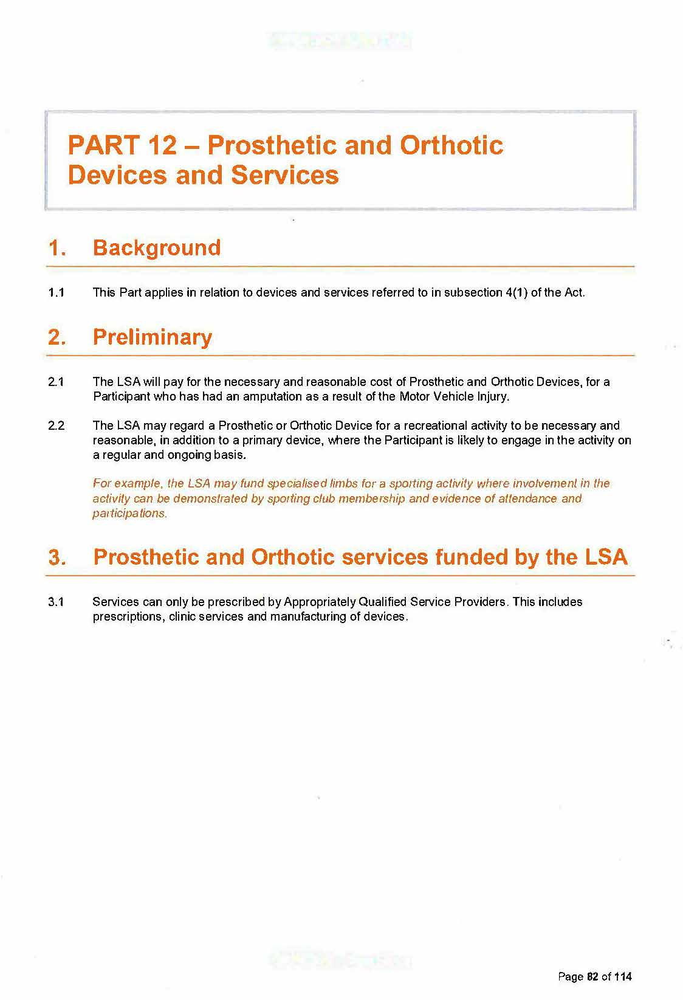 PART 12 – Prosthetic and Orthotic
Devices and Services
1. Background
1.1 This Part applies in relation to devices and services referred to in subsection 4(1) of the Act.
2. Preliminary
2.1 The LSA will pay for the necessary and reasonable cost of Prosthetic and Orthotic Devices, for a
Participant who has had an amputation as a result of the Motor Vehicle Injury.
2.2 The LSA may regard a Prosthetic or Orthotic Device for a recreational activity to be necessary and
reasonable, in addition to a primary device, where the Participant is likely to engage in the activity on
a regular and ongoing basis.
For example, the LSA may fund specialised limbs for a sporting activity where involvement in the
activity can be demonstrated by sporting club membership and evidence of attendance and
participations.
3. Prosthetic and Orthotic services funded by the LSA
3.1 Services can only be prescribed by Appropriately Qualified Service Providers. This includes
prescriptions, clinic services and manufacturing of devices.
Page 82 of 114